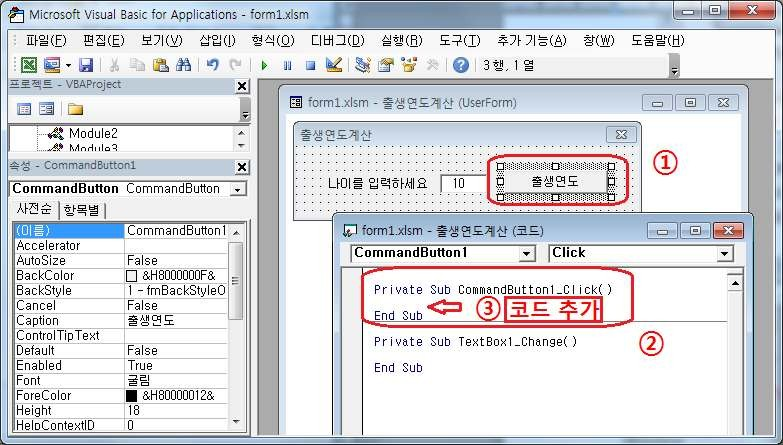 Microsoft Visual Basic for Applications - form1.xlsm
파일(F) 편집(E) 보기(V) 삽입(I) 형식(O) 디버그(D) 실행(R) 도구(T) 추가 기능(A) 창(W) 도움말(H)
3 행, 1 열
프로젝트 - VBAProject
Module2
Module3
속성 - CommandButton1
CommandButton CommandButton
사전순 항목별
(이름) CommandButton1
Accelerator
AutoSize False
BackColor &H8000000F&
BackStyle 1 - fmBackStyleO
Cancel False
Caption 출생연도
ControlTipText
Default False
Enabled True
Font 굴림
ForeColor &H80000012&
Height 18
HelpContextID 0
form1.xlsm - 출생연도계산 (UserForm)
출생연도계산
나이를 입력하세요 10 출생연도
①
form1.xlsm - 출생연도계산 (코드)
CommandButton1 Click
Private Sub CommandButton1_Click()
③ 코드 추가
End Sub
②
Private Sub TextBox1_Change()
End Sub